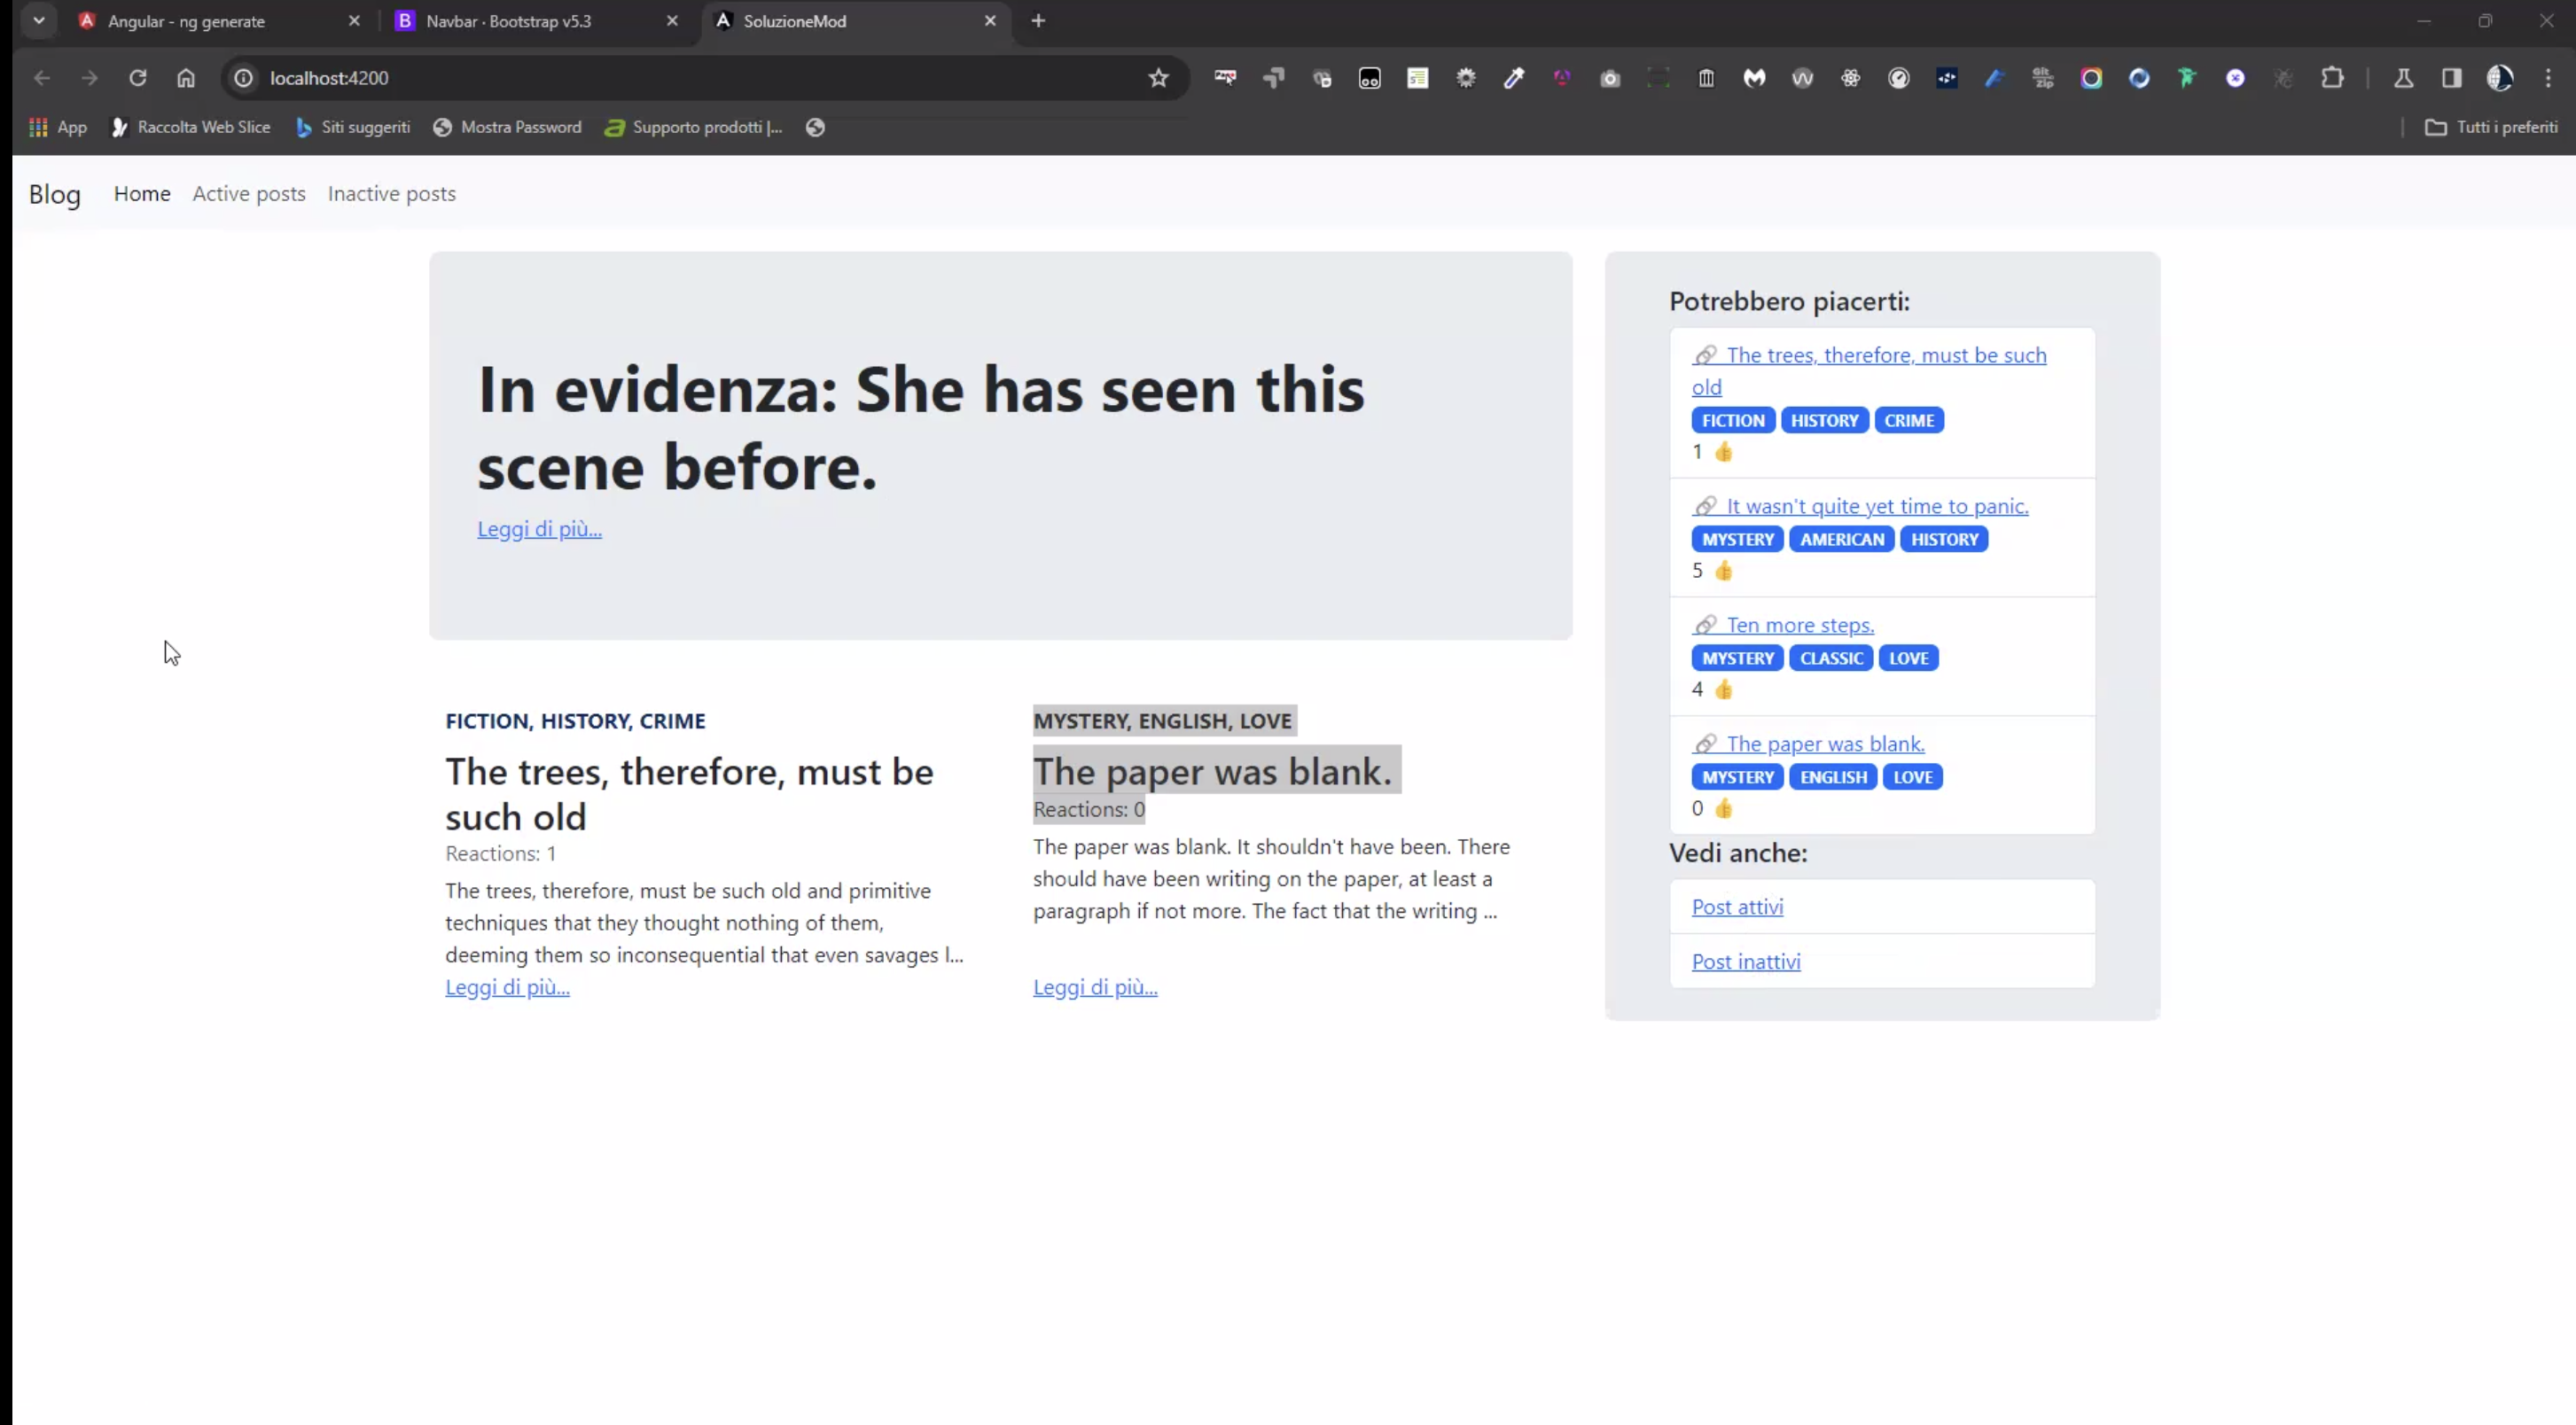 Angular - ng generate
Navbar · Bootstrap v5.3
SoluzioneMod
localhost:4200
App
Raccolta Web Slice
Siti suggeriti
Mostra Password
Supporto prodotti |...
Tutti i preferiti
Blog
Home
Active posts
Inactive posts
In evidenza: She has seen this
scene before.
Leggi di più...
FICTION, HISTORY, CRIME
The trees, therefore, must be
such old
Reactions: 1
The trees, therefore, must be such old and primitive
techniques that they thought nothing of them,
deeming them so inconsequential that even savages l...
Leggi di più...
MYSTERY, ENGLISH, LOVE
The paper was blank.
Reactions: 0
The paper was blank. It shouldn't have been. There
should have been writing on the paper, at least a
paragraph if not more. The fact that the writing ...
Leggi di più...
Potrebbero piacerti:
The trees, therefore, must be such
old
FICTION HISTORY CRIME
1
It wasn't quite yet time to panic.
MYSTERY AMERICAN HISTORY
5
Ten more steps.
MYSTERY CLASSIC LOVE
4
The paper was blank.
MYSTERY ENGLISH LOVE
0
Vedi anche:
Post attivi
Post inattivi